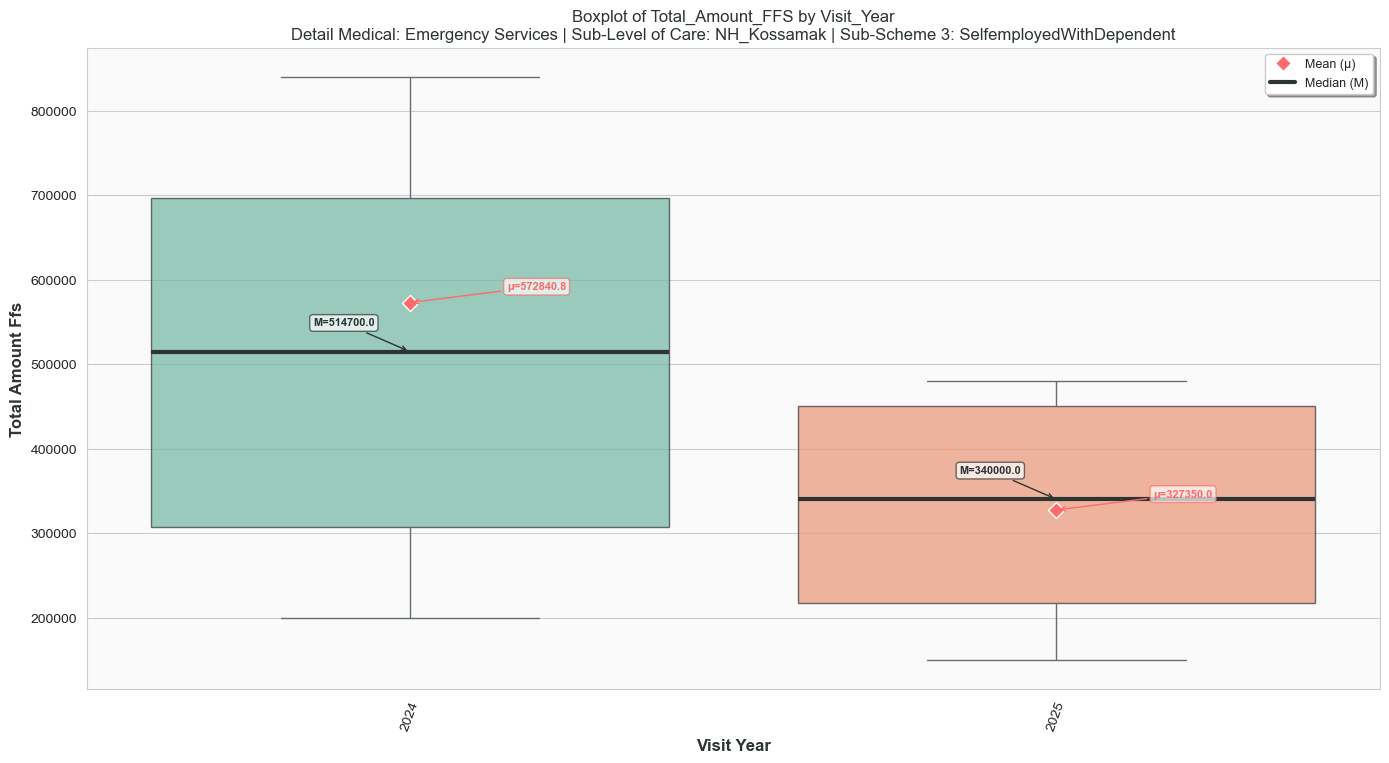 Boxplot of Total_Amount_FFS by Visit_Year
Detail Medical: Emergency Services | Sub-Level of Care: NH_Kossamak | Sub-Scheme 3: SelfemployedWithDependent
Mean (μ)
Median (M)
Total Amount Ffs
800000
700000
600000
500000
400000
300000
200000
μ=572840.8
M=514700.0
M=340000.0
μ=327350.0
2024
2025
Visit Year